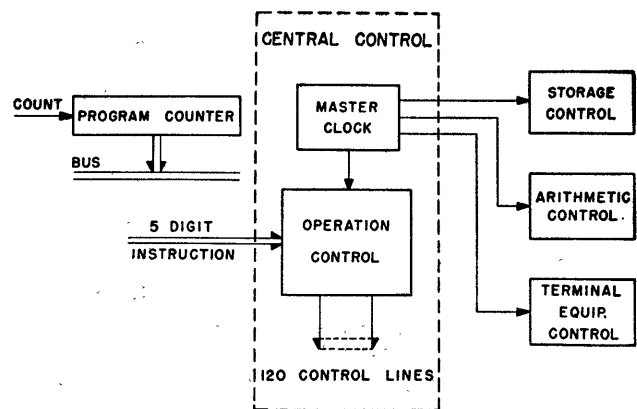 CENTRAL CONTROL
COUNT
PROGRAM COUNTER
BUS
MASTER
CLOCK
STORAGE
CONTROL
5 DIGIT
INSTRUCTION
OPERATION
CONTROL
ARITHMETIC
CONTROL.
TERMINAL
EQUIP.
CONTROL
120 CONTROL LINES